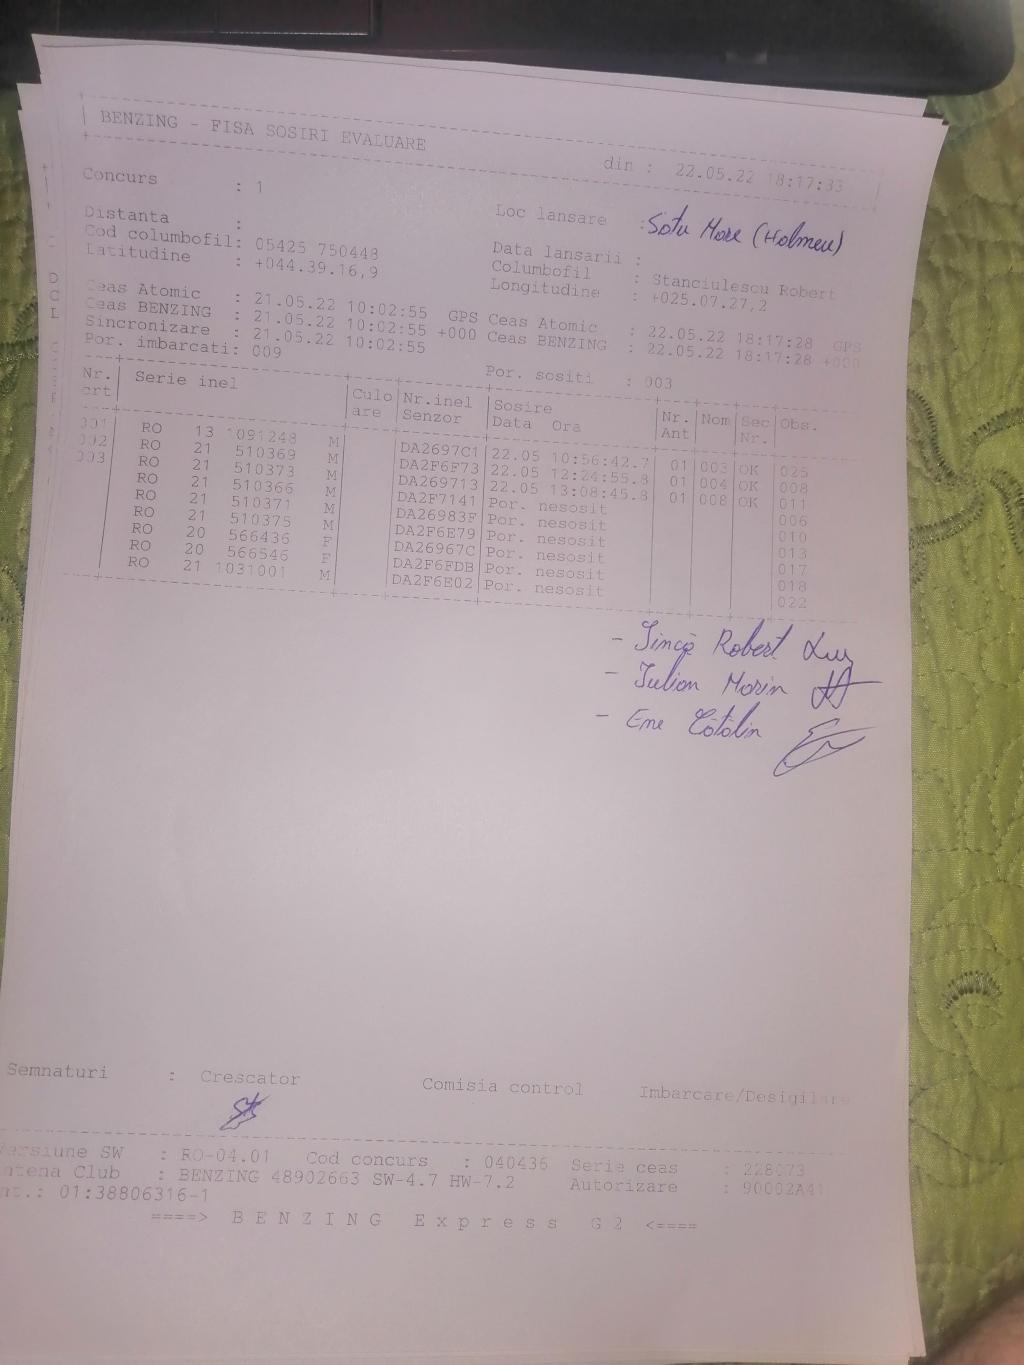 BENZING - FISA SOSIRI EVALUARE din : 22.05.22 18:17:33
Concurs : 1 Loc lansare : Satu Mare (Halmeu)
Distanta : Data lansarii :
Cod columbofil: 05425 750448 Columbofil : Stanciulescu Robert
Latitudine : +044.39.16,9 Longitudine : +025.07.27,2
Ceas Atomic : 21.05.22 10:02:55 GPS Ceas Atomic : 22.05.22 18:17:28 GPS
Ceas BENZING : 21.05.22 10:02:55 +000 Ceas BENZING : 22.05.22 18:17:28 +000
Sincronizare : 21.05.22 10:02:55
Por. imbarcati: 009 Por. sositi : 003
Nr. Serie inel Culo Nr.inel Sosire Nr. Nom Sec Obs.
crt are Senzor Data Ora Ant Nr.
001 RO 13 1091248 M DA2697C1 22.05 10:56:42.7 01 003 OK 025
002 RO 21 510369 M DA2F6F73 22.05 12:24:55.8 01 004 OK 008
003 RO 21 510373 M DA269713 22.05 13:08:45.8 01 008 OK 011
RO 21 510366 M DA2F7141 Por. nesosit 006
RO 21 510371 M DA26983F Por. nesosit 010
RO 21 510375 M DA2F6E79 Por. nesosit 013
RO 20 566436 F DA26967C Por. nesosit 017
RO 20 566546 F DA2F6FDB Por. nesosit 018
RO 21 1031001 M DA2F6E02 Por. nesosit 022
- Robert
- Iulian Marin
- Ene Cătălin
Semnaturi : Crescator Comisia control Imbarcare/Desigilare
Versiune SW : RO-04.01 Cod concurs : 040436 Serie ceas : 228073
Antena Club : BENZING 48902663 SW-4.7 HW-7.2 Autorizare : 90002A41
nt.: 01:38806316-1
====> BENZING Express G2 <====